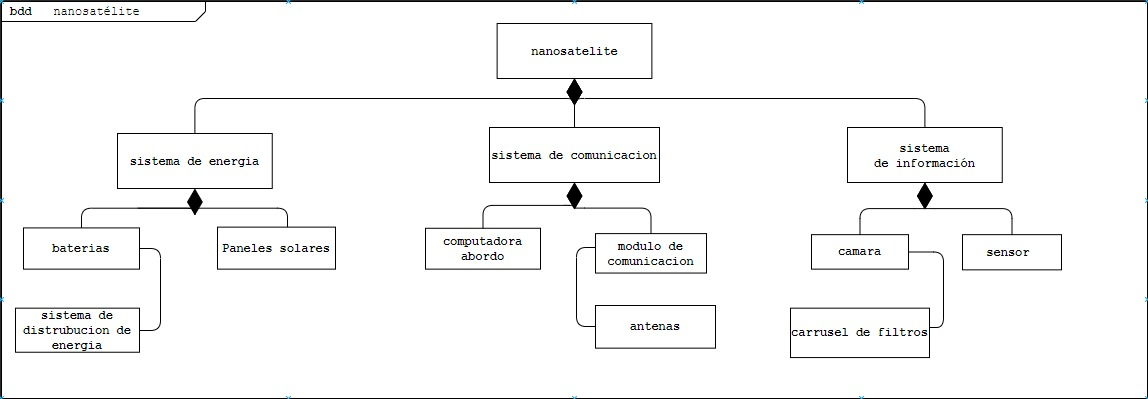 bdd nanosatélite
nanosatelite
sistema de energia
sistema de comunicacion
sistema
de información
baterias
Paneles solares
computadora
abordo
modulo de
comunicacion
camara
sensor
sistema de
distrubucion de
energia
antenas
carrusel de filtros